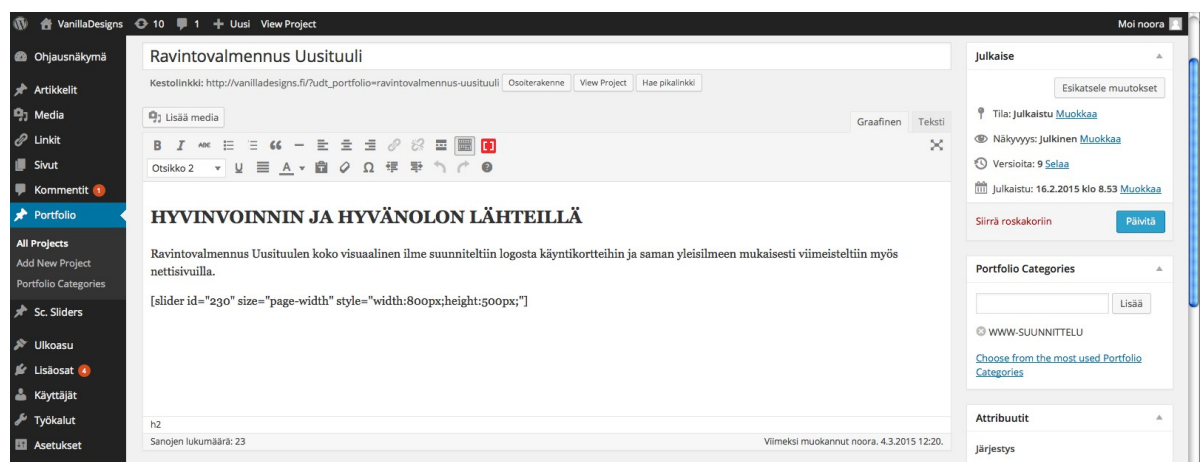 VanillaDesigns 10 1 + Uusi View Project Moi noora
Ohjausnäkymä
Artikkelit
Media
Linkit
Sivut
Kommentit 1
Portfolio
All Projects
Add New Project
Portfolio Categories
Sc. Sliders
Ulkoasu
Lisäosat 4
Käyttäjät
Työkalut
Asetukset
Ravintovalmennus Uusituuli
Kestolinkki: http://vanilladesigns.fi/?udt_portfolio=ravintovalmennus-uusituuli Osoiterakenne View Project Hae pikalinkki
Lisää media
Graafinen Teksti
B I ABC
Otsikko 2 U A Ω
HYVINVOINNIN JA HYVÄNOLON LÄHTEILLÄ
Ravintovalmennus Uusituulen koko visuaalinen ilme suunniteltiin logosta käyntikortteihin ja saman yleisilmeen mukaisesti viimeisteltiin myös
nettisivuilla.
[slider id="230" size="page-width" style="width:800px;height:500px;"]
h2
Sanojen lukumäärä: 23 Viimeksi muokannut noora. 4.3.2015 12:20.
Julkaise
Esikatsele muutokset
Tila: Julkaistu Muokkaa
Näkyvyys: Julkinen Muokkaa
Versioita: 9 Selaa
Julkaistu: 16.2.2015 klo 8.53 Muokkaa
Siirrä roskakoriin Päivitä
Portfolio Categories
Lisää
WWW-SUUNNITTELU
Choose from the most used Portfolio
Categories
Attribuutit
Järjestys